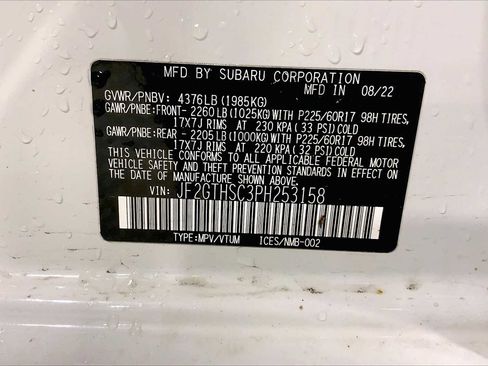 MFD BY SUBARU CORPORATION
MFD IN 08/22
GVWR/PNBV: 4376LB (1985KG)
GAWR/PNBE:FRONT- 2260LB (1025KG) WITH P225/60R17 98H TIRES,
17X7J RIMS AT 230 KPA (33 PSI) COLD
GAWR/PNBE:REAR - 2205LB (1000KG) WITH P225/60R17 98H TIRES,
17X7J RIMS AT 220 KPA (32 PSI) COLD
THIS VEHICLE CONFORMS TO ALL APPLICABLE FEDERAL MOTOR
VEHICLE SAFETY AND THEFT PREVENTION STANDARDS IN EFFECT ON
THE DATE OF MANUFACTURE SHOWN ABOVE.
VIN: JF2GTHSC3PH253158
TYPE:MPV/VTUM ICES/NMB-002